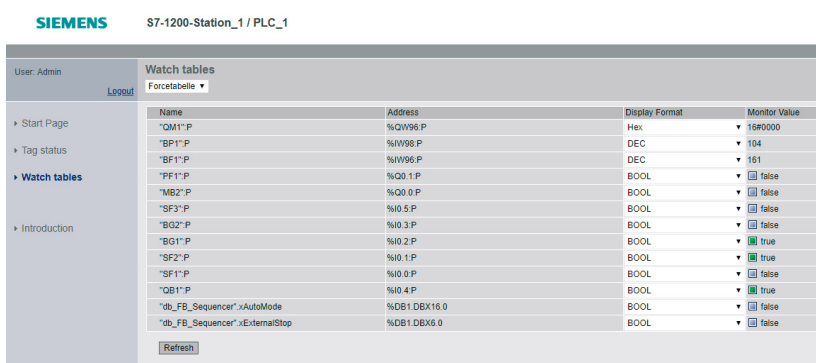 SIEMENS S7-1200-Station_1 / PLC_1
User: Admin
Logout
Watch tables
Forcetabelle
Start Page
Tag status
Watch tables
Introduction
Name Address Display Format Monitor Value
"QM1":P %QW96:P Hex 16#0000
"BP1":P %IW98:P DEC 104
"BF1":P %IW96:P DEC 161
"PF1":P %Q0.1:P BOOL false
"MB2":P %Q0.0:P BOOL false
"SF3":P %I0.5:P BOOL false
"BG2":P %I0.3:P BOOL false
"BG1":P %I0.2:P BOOL true
"SF2":P %I0.1:P BOOL true
"SF1":P %I0.0:P BOOL false
"QB1":P %I0.4:P BOOL true
"db_FB_Sequencer".xAutoMode %DB1.DBX16.0 BOOL false
"db_FB_Sequencer".xExternalStop %DB1.DBX6.0 BOOL false
Refresh